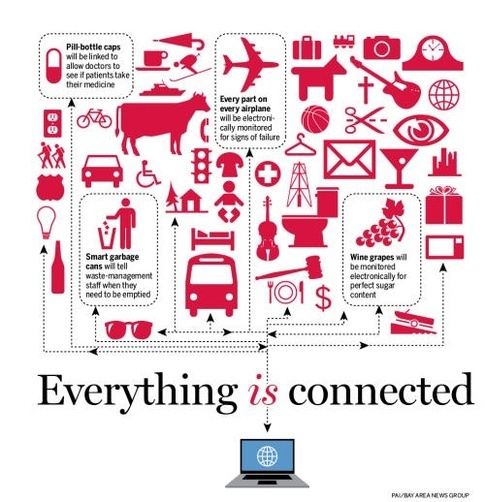 Pill-bottle caps
will be linked to
allow doctors to
see if patients take
their medicine
Every part on
every airplane
will be electroni-
cally monitored
for signs of failure
Smart garbage
cans will tell
waste-management
staff when they
need to be emptied
Wine grapes will
be monitored
electronically for
perfect sugar
content
$
Everything is connected
PAI/BAY AREA NEWS GROUP